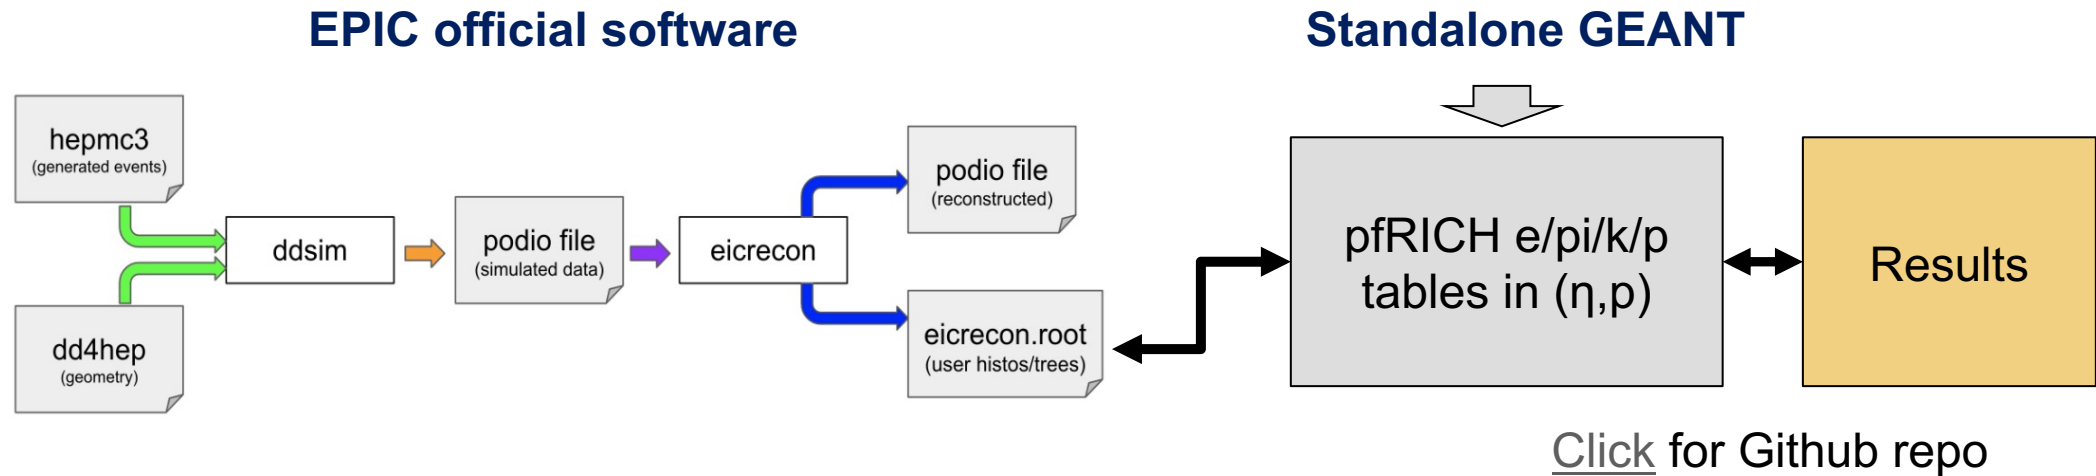 EPIC official software
Standalone GEANT
hepmc3
(generated events)
dd4hep
(geometry)
ddsim
podio file
(simulated data)
eicrecon
podio file
(reconstructed)
eicrecon.root
(user histos/trees)
pfRICH e/pi/k/p
tables in (η,p)
Results
Click for Github repo